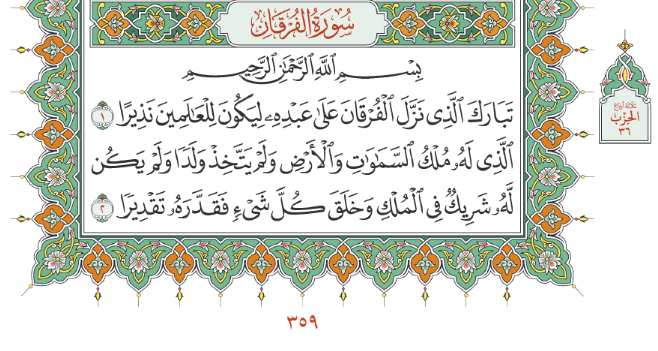 سُورَةُ الْفُرْقَانِ
بِسْمِ اللَّهِ الرَّحْمَٰنِ الرَّحِيمِ
تَبَارَكَ الَّذِي نَزَّلَ الْفُرْقَانَ عَلَىٰ عَبْدِهِ لِيَكُونَ لِلْعَالَمِينَ نَذِيرًا ١
الَّذِي لَهُ مُلْكُ السَّمَاوَاتِ وَالْأَرْضِ وَلَمْ يَتَّخِذْ وَلَدًا وَلَمْ يَكُن
لَّهُ شَرِيكٌ فِي الْمُلْكِ وَخَلَقَ كُلَّ شَيْءٍ فَقَدَّرَهُ تَقْدِيرًا ٢
ثلاثة أرباع
الحزب
٣٦
٣٥٩